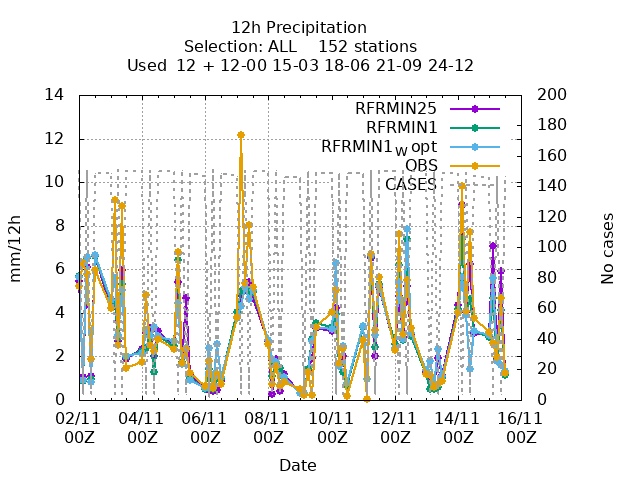 12h Precipitation
Selection: ALL 152 stations
Used 12 + 12-00 15-03 18-06 21-09 24-12
14
12
10
8
6
4
2
0
mm/12h
200
180
160
140
120
100
80
60
40
20
0
No cases
RFRMIN25
RFRMIN1
RFRMIN1w opt
OBS
CASES
02/11 04/11 06/11 08/11 10/11 12/11 14/11 16/11
00Z 00Z 00Z 00Z 00Z 00Z 00Z 00Z
Date